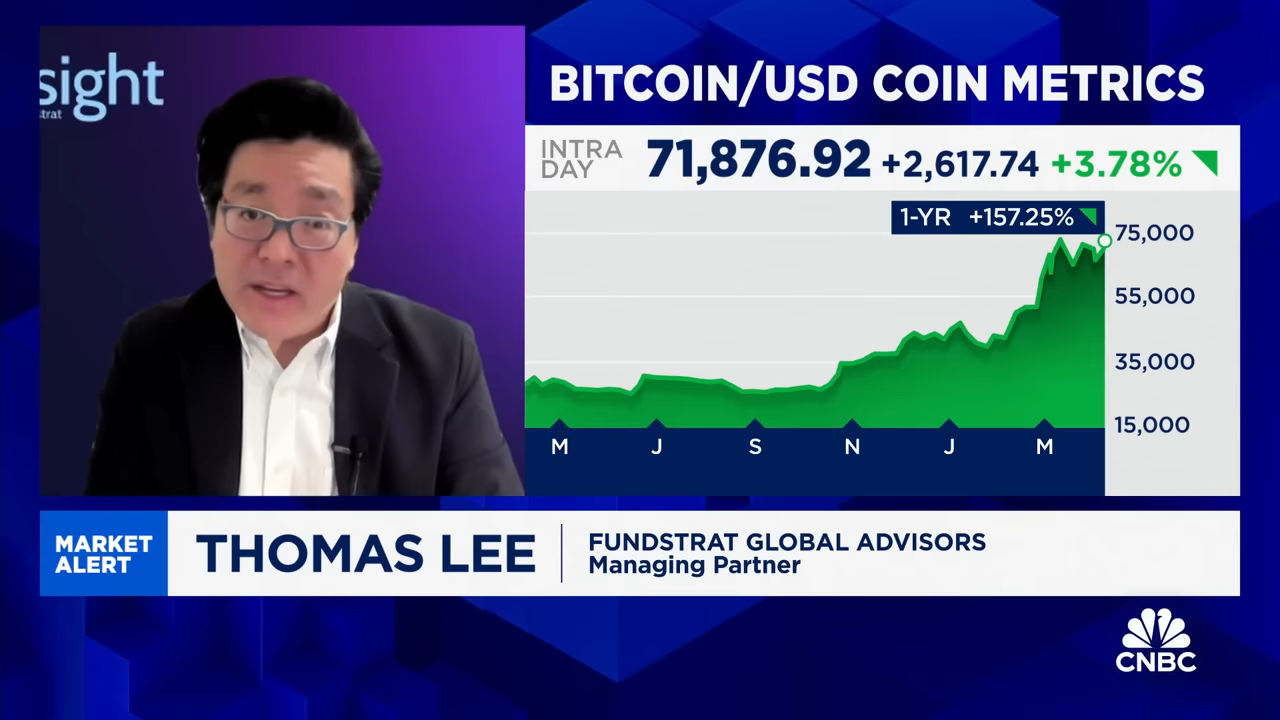 sight
strat
BITCOIN/USD COIN METRICS
INTRA
DAY
71,876.92 +2,617.74 +3.78%
1-YR +157.25%
75,000
55,000
35,000
15,000
M J S N J M
MARKET
ALERT
THOMAS LEE
FUNDSTRAT GLOBAL ADVISORS
Managing Partner
CNBC